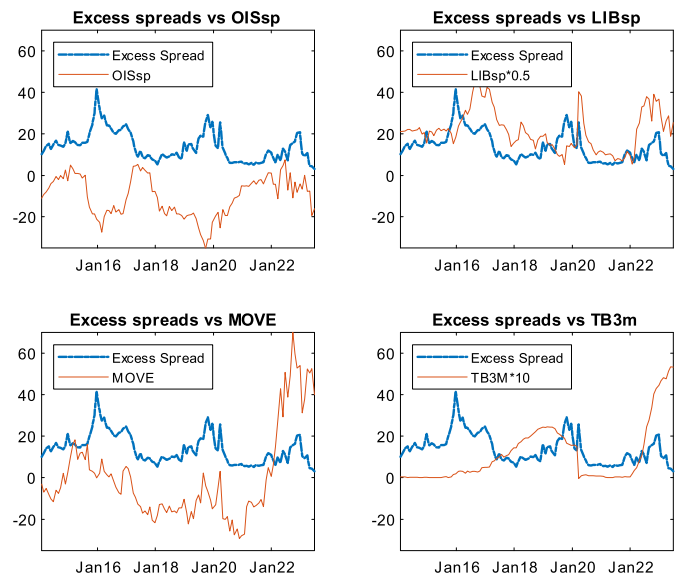 Excess spreads vs OISsp
60
40
20
0
-20
Excess Spread
OISsp
Jan16 Jan18 Jan20 Jan22
Excess spreads vs LIBsp
60
40
20
0
-20
Excess Spread
LIBsp*0.5
Jan16 Jan18 Jan20 Jan22
Excess spreads vs MOVE
60
40
20
0
-20
Excess Spread
MOVE
Jan16 Jan18 Jan20 Jan22
Excess spreads vs TB3m
60
40
20
0
-20
Excess Spread
TB3M*10
Jan16 Jan18 Jan20 Jan22